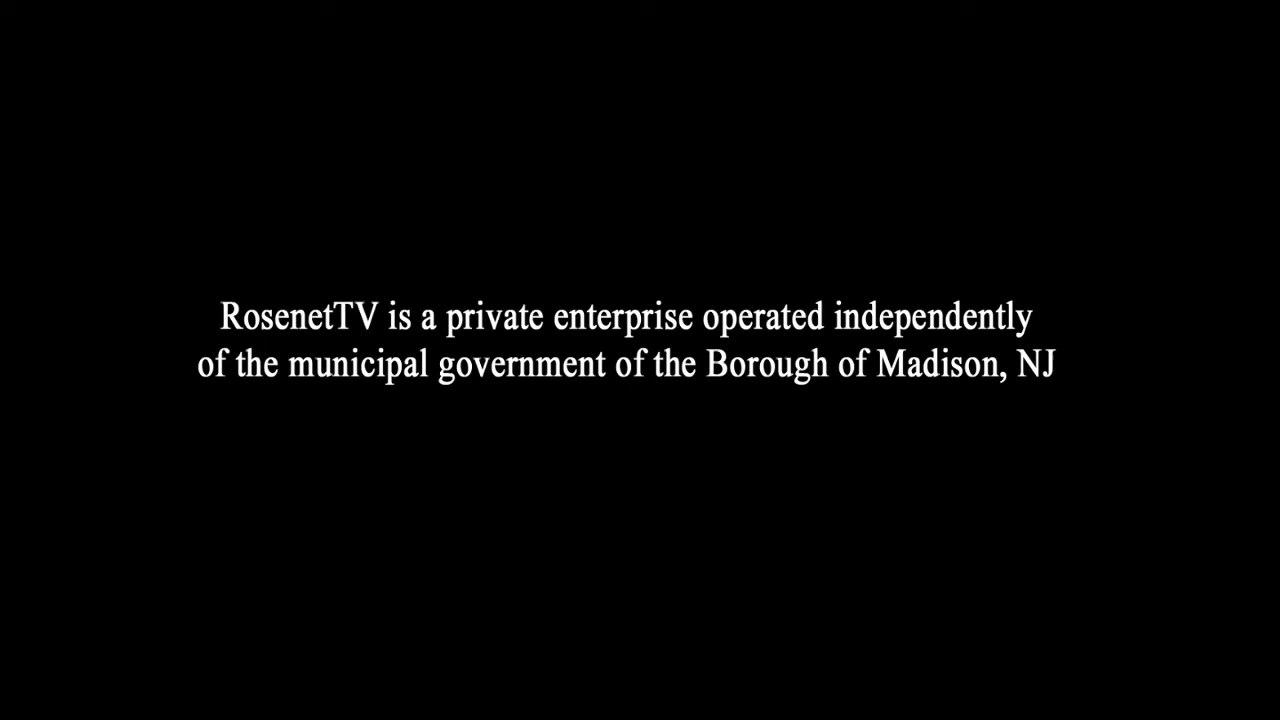 RosenetTV is a private enterprise operated independently
of the municipal government of the Borough of Madison, NJ